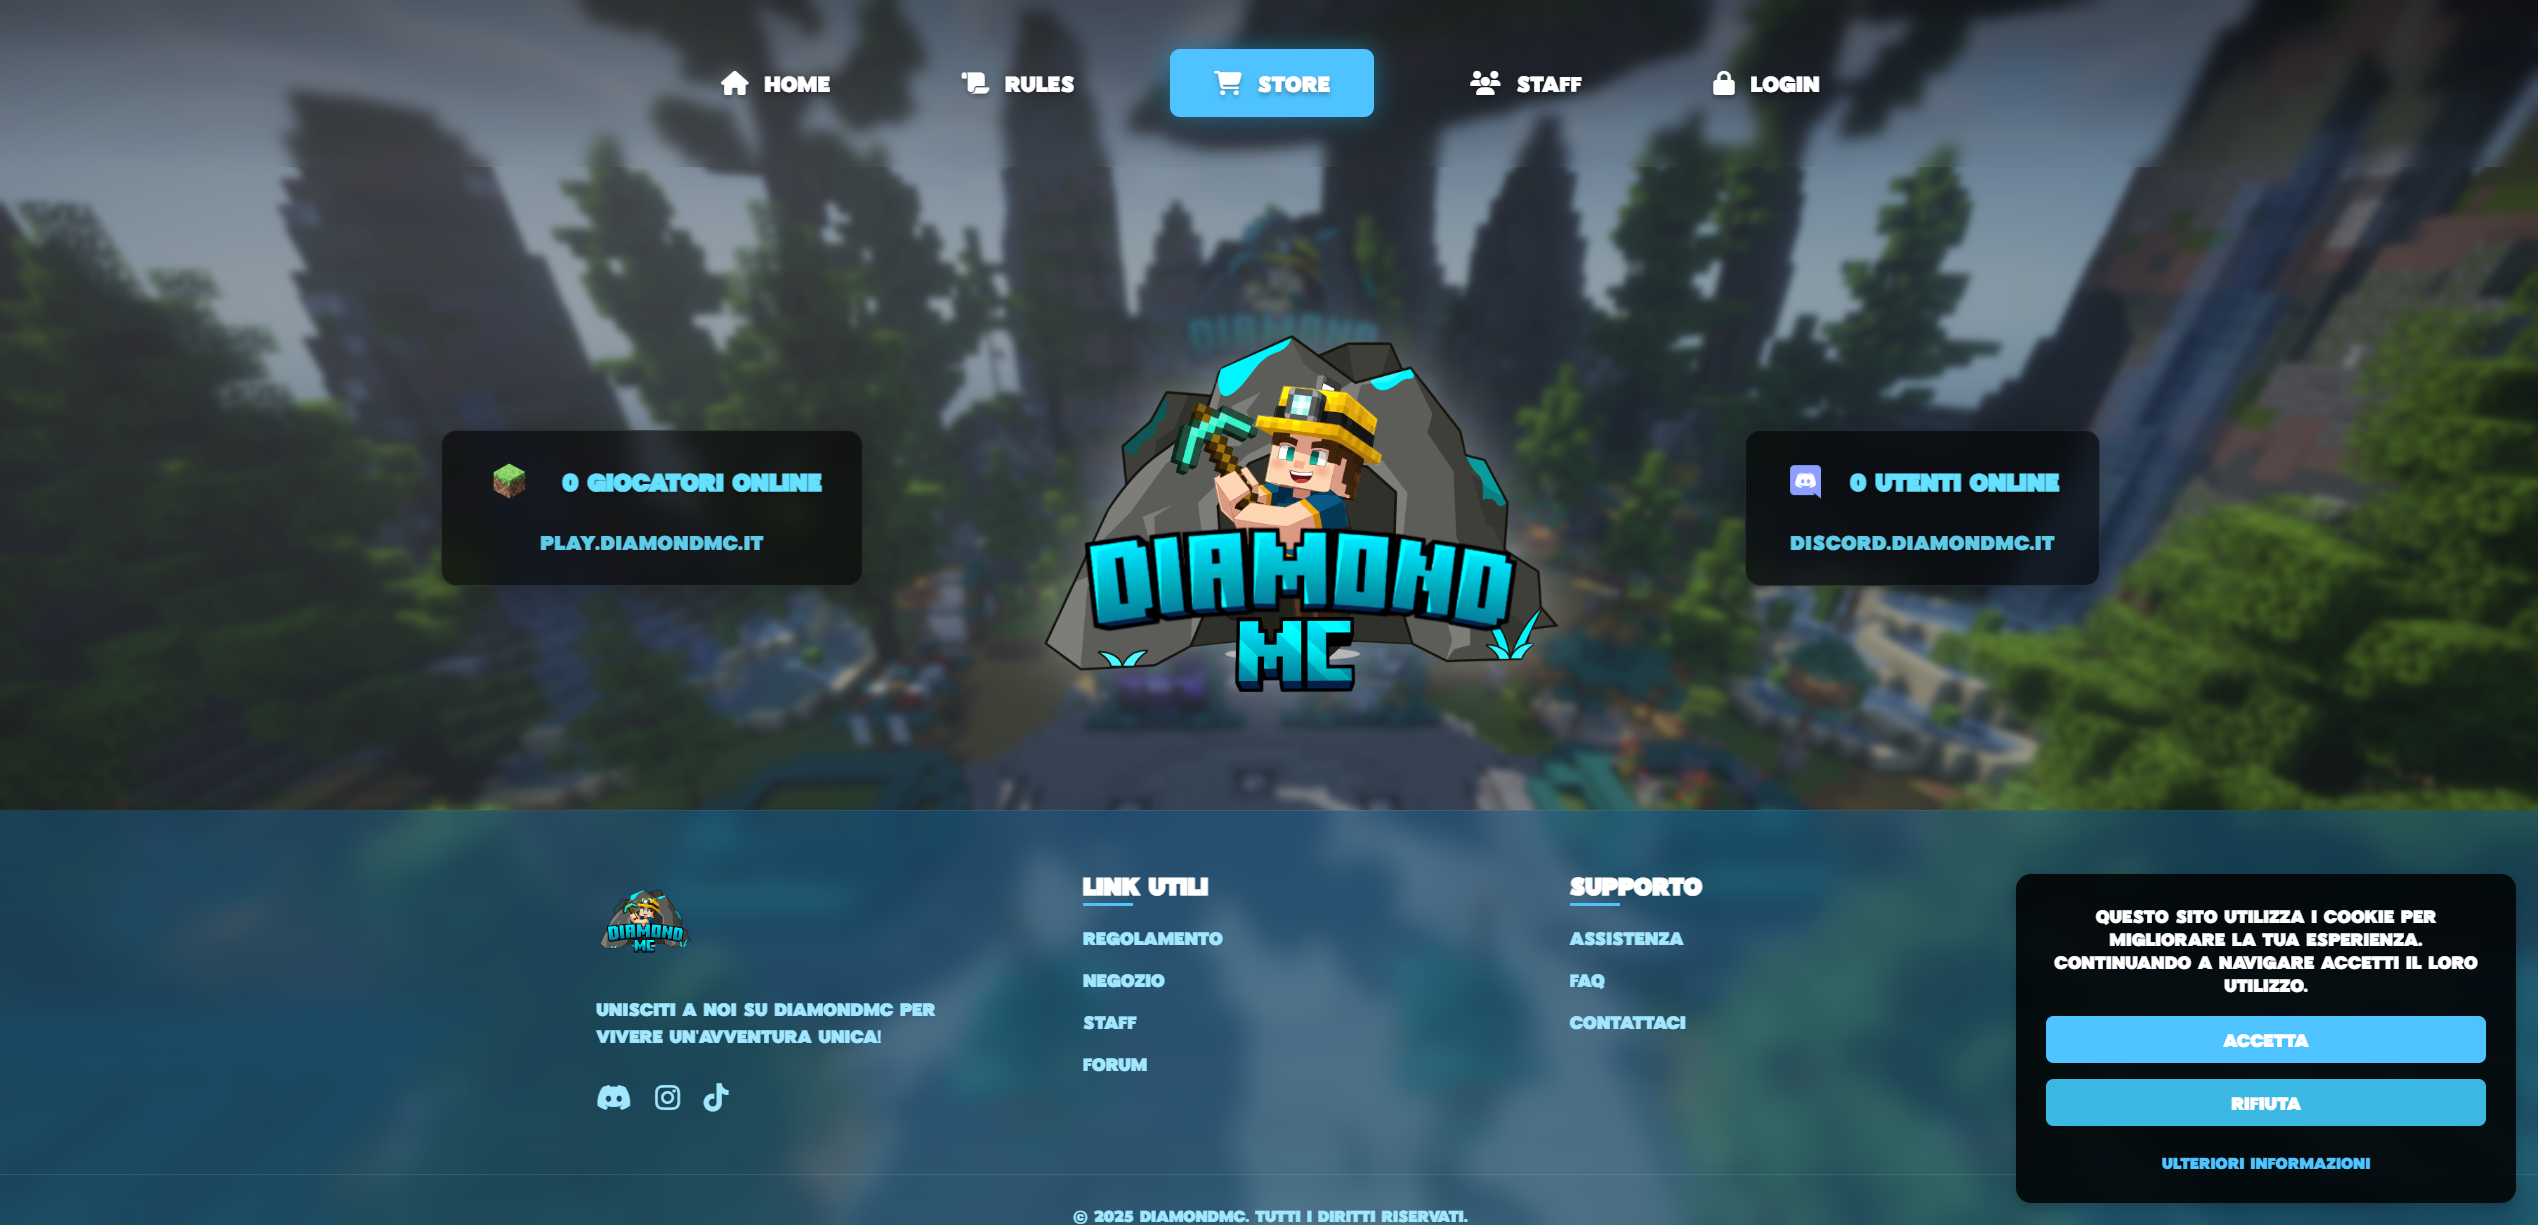 HOME
RULES
STORE
STAFF
LOGIN
DIAMOND
DIAMOND
MC
0 GIOCATORI ONLINE
PLAY.DIAMONDMC.IT
0 UTENTI ONLINE
DISCORD.DIAMONDMC.IT
DIAMOND
MC
UNISCITI A NOI SU DIAMONDMC PER
VIVERE UN'AVVENTURA UNICA!
LINK UTILI
REGOLAMENTO
NEGOZIO
STAFF
FORUM
SUPPORTO
ASSISTENZA
FAQ
CONTATTACI
QUESTO SITO UTILIZZA I COOKIE PER
MIGLIORARE LA TUA ESPERIENZA.
CONTINUANDO A NAVIGARE ACCETTI IL LORO
UTILIZZO.
ACCETTA
RIFIUTA
ULTERIORI INFORMAZIONI
© 2025 DIAMONDMC. TUTTI I DIRITTI RISERVATI.